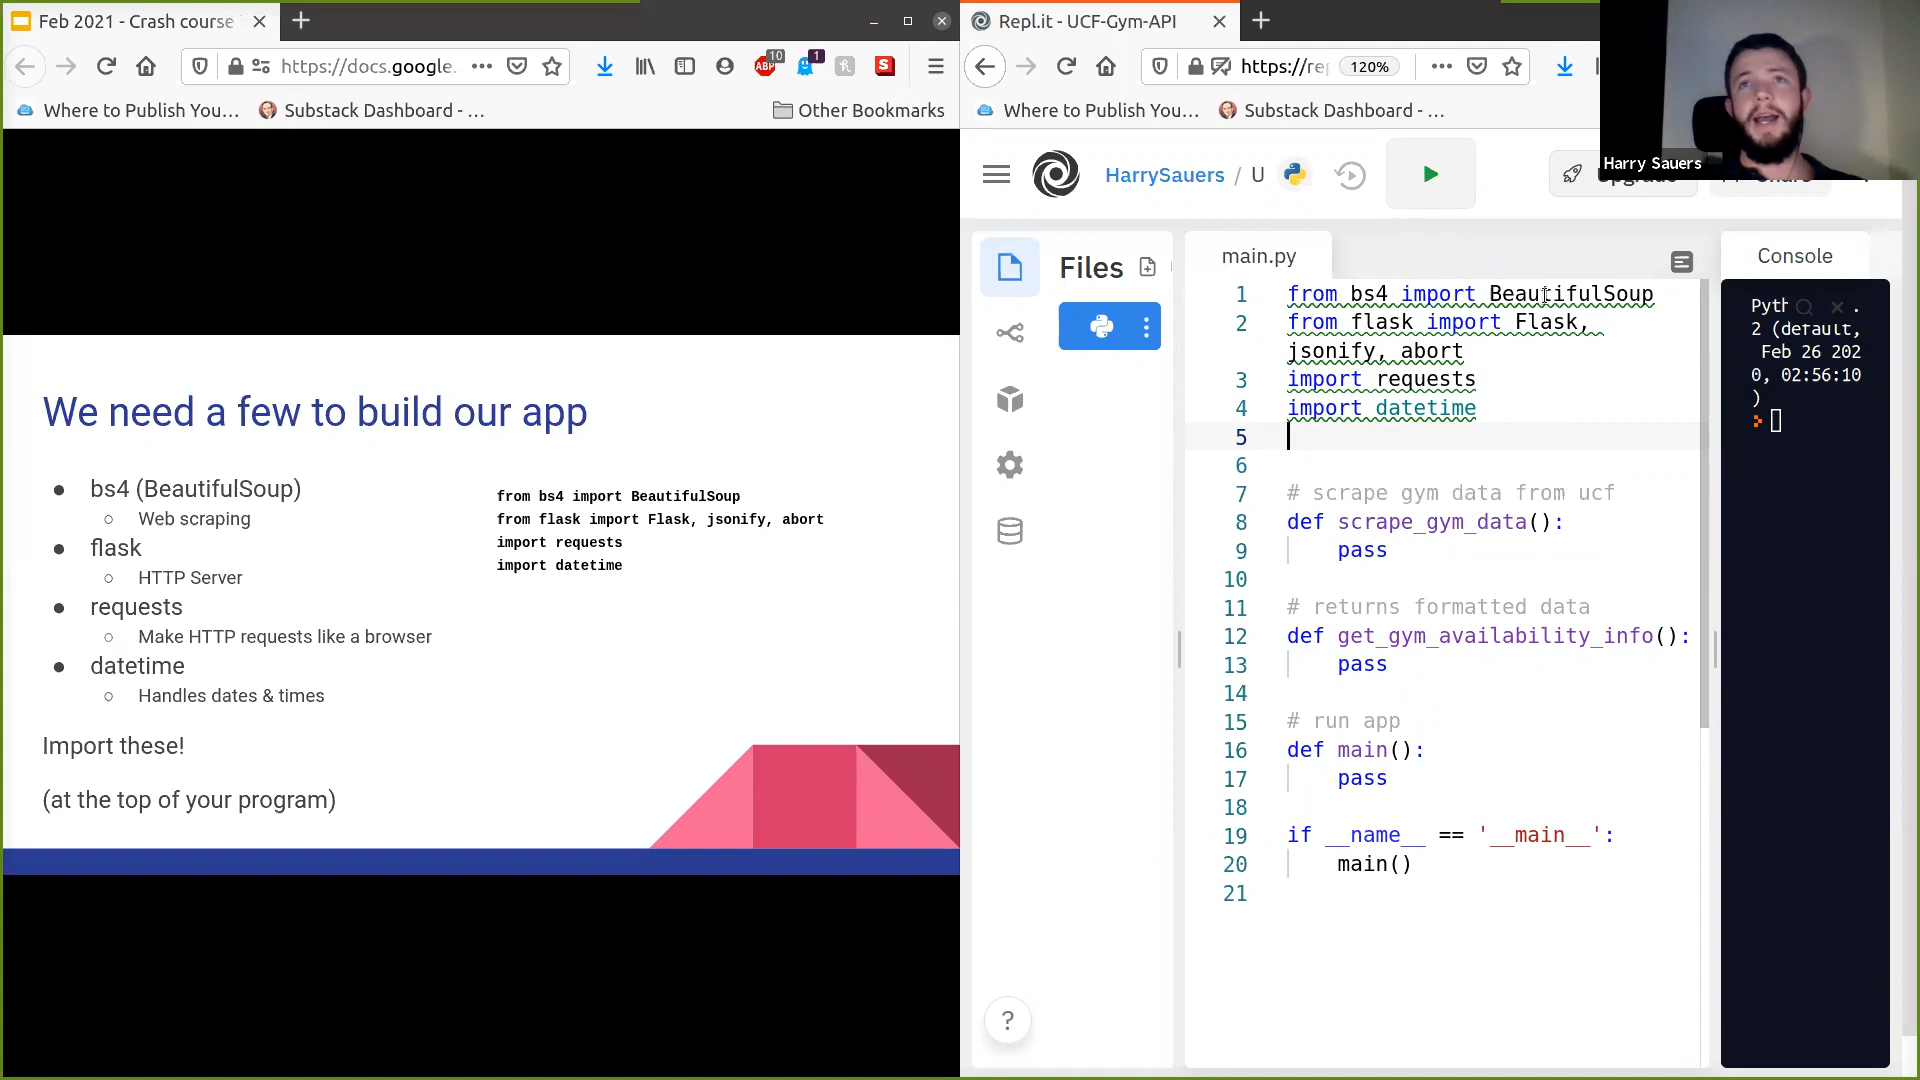 Feb 2021 - Crash course
https://docs.google.
10
1
ABP
Where to Publish You...
Substack Dashboard - ...
Other Bookmarks
We need a few to build our app
bs4 (BeautifulSoup)
Web scraping
flask
HTTP Server
requests
Make HTTP requests like a browser
datetime
Handles dates & times
Import these!
(at the top of your program)
from bs4 import BeautifulSoup
from flask import Flask, jsonify, abort
import requests
import datetime
Repl.it - UCF-Gym-API
https://rep
120%
Where to Publish You...
Substack Dashboard - ...
Harry Sauers
HarrySauers / U
Upgrade
Share
Files
main.py
1 from bs4 import BeautifulSoup
2 from flask import Flask,
jsonify, abort
3 import requests
4 import datetime
5
6
7 # scrape gym data from ucf
8 def scrape_gym_data():
9 pass
10
11 # returns formatted data
12 def get_gym_availability_info():
13 pass
14
15 # run app
16 def main():
17 pass
18
19 if __name__ == '__main__':
20 main()
21
?
Console
Pyth .
2 (default,
Feb 26 202
0, 02:56:10
)